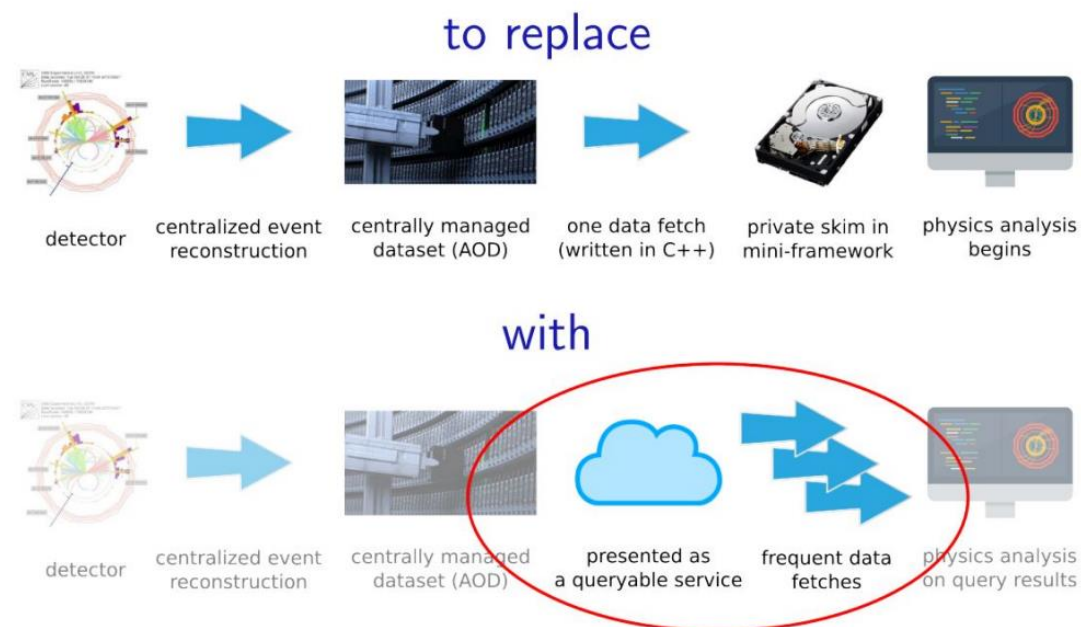 to replace
detector
centralized event
reconstruction
centrally managed
dataset (AOD)
one data fetch
(written in C++)
private skim in
mini-framework
physics analysis
begins
with
detector
centralized event
reconstruction
centrally managed
dataset (AOD)
presented as
a queryable service
frequent data
fetches
physics analysis
on query results